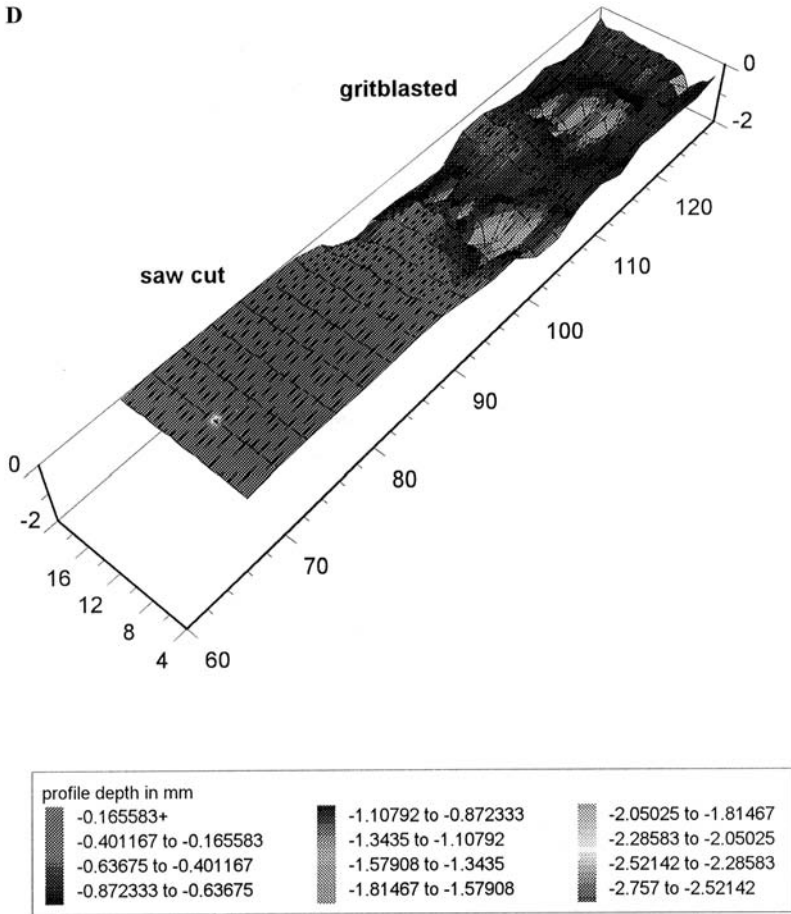 D
gritblasted
saw cut
0
-2
120
110
100
90
80
70
60
0
-2
16
12
8
4
profile depth in mm
-0.165583+
-0.401167 to -0.165583
-0.63675 to -0.401167
-0.872333 to -0.63675
-1.10792 to -0.872333
-1.3435 to -1.10792
-1.57908 to -1.3435
-1.81467 to -1.57908
-2.05025 to -1.81467
-2.28583 to -2.05025
-2.52142 to -2.28583
-2.757 to -2.52142